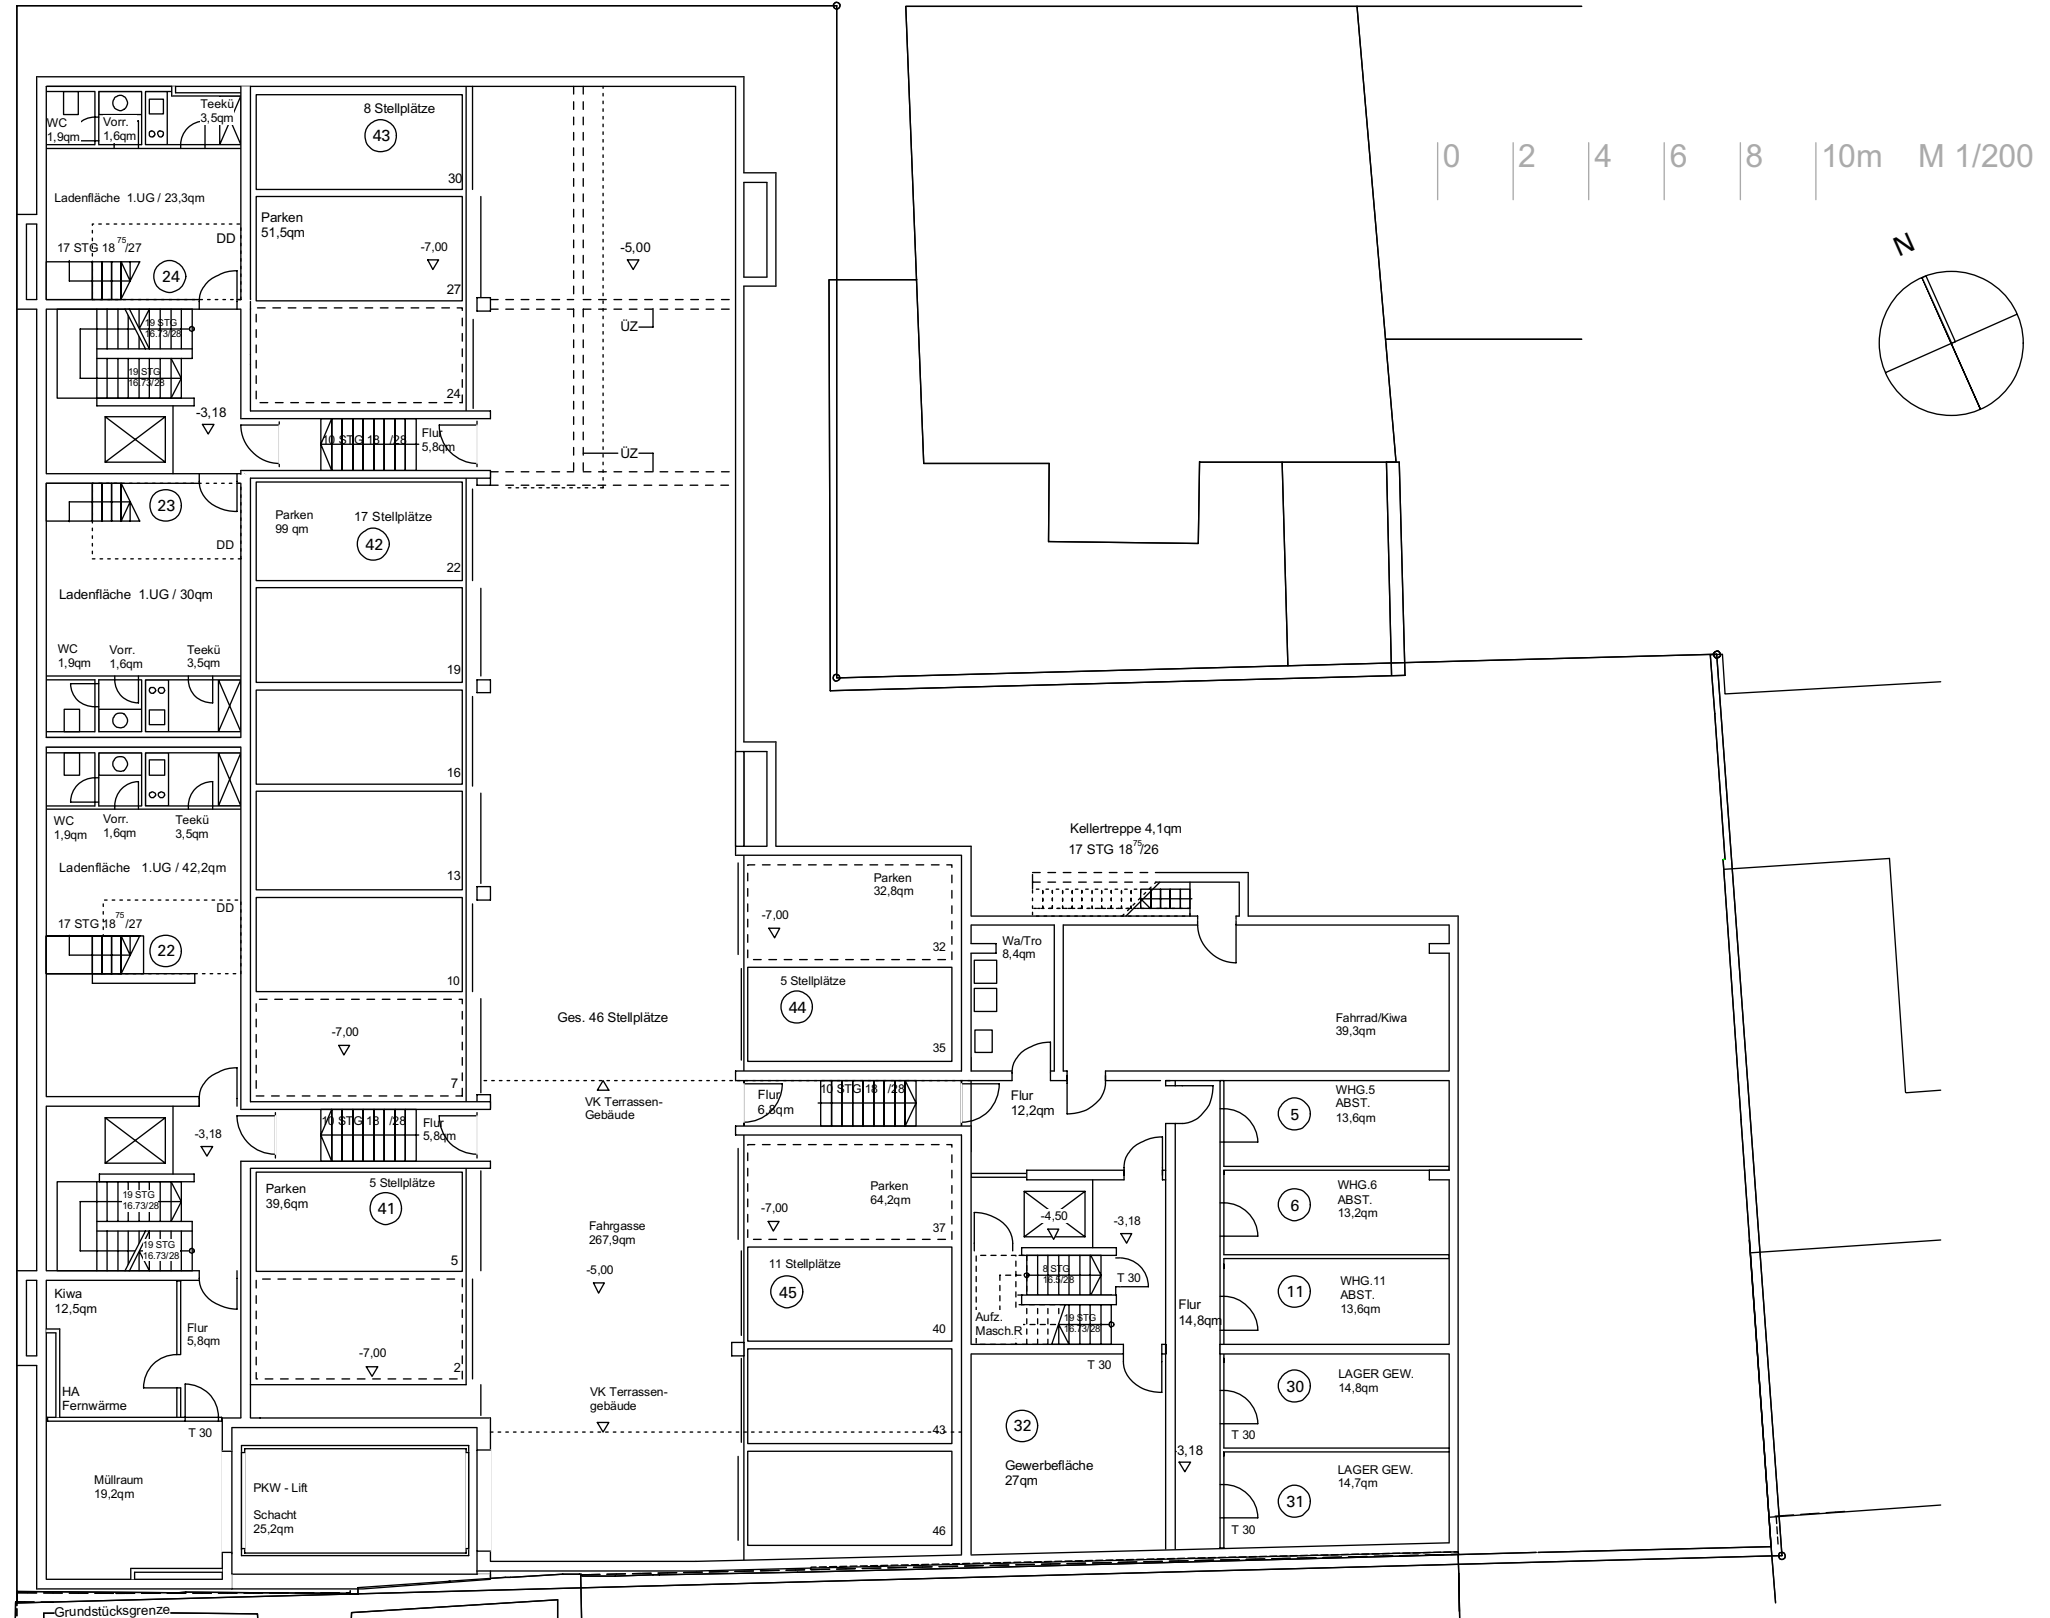 0 2 4 6 8 10m M 1/200
N
WC
1,9qm
Vorr.
1,6qm
Teekü
3,5qm
Ladenfläche 1.UG / 23,3qm
DD
17 STG 18 75/27
24
19 STG
16.73/28
19 STG
16.73/28
-3,18
8 Stellplätze
43
30
Parken
51,5qm
-7,00
27
24
-5,00
ÜZ
ÜZ
10 STG 18 /28
Flur
5,8qm
23
DD
Ladenfläche 1.UG / 30qm
WC
1,9qm
Vorr.
1,6qm
Teekü
3,5qm
Parken
99 qm
17 Stellplätze
42
22
19
16
13
10
-7,00
7
WC
1,9qm
Vorr.
1,6qm
Teekü
3,5qm
Ladenfläche 1.UG / 42,2qm
DD
17 STG 18 75/27
22
Ges. 46 Stellplätze
VK Terrassen-
Gebäude
-3,18
10 STG 18 /28
Flur
5,8qm
19 STG
16.73/28
19 STG
16.73/28
Parken
39,6qm
5 Stellplätze
41
5
-7,00
2
Fahrgasse
267,9qm
-5,00
VK Terrassen-
gebäude
Kiwa
12,5qm
Flur
5,8qm
HA
Fernwärme
T 30
Müllraum
19,2qm
PKW - Lift
Schacht
25,2qm
Grundstücksgrenze
Kellertreppe 4,1qm
17 STG 18 75/26
Parken
32,8qm
-7,00
32
5 Stellplätze
44
35
Wa/Tro
8,4qm
Fahrrad/Kiwa
39,3qm
Flur
6,8qm
10 STG 18 /28
Flur
12,2qm
Parken
64,2qm
-7,00
37
11 Stellplätze
45
40
43
46
-4,50
-3,18
8 STG
16.5/28
T 30
Aufz.
Masch.R
19 STG
16.73/28
T 30
Flur
14,8qm
-3,18
32
Gewerbefläche
27qm
5
WHG.5
ABST.
13,6qm
6
WHG.6
ABST.
13,2qm
11
WHG.11
ABST.
13,6qm
30
LAGER GEW.
14,8qm
T 30
31
LAGER GEW.
14,7qm
T 30